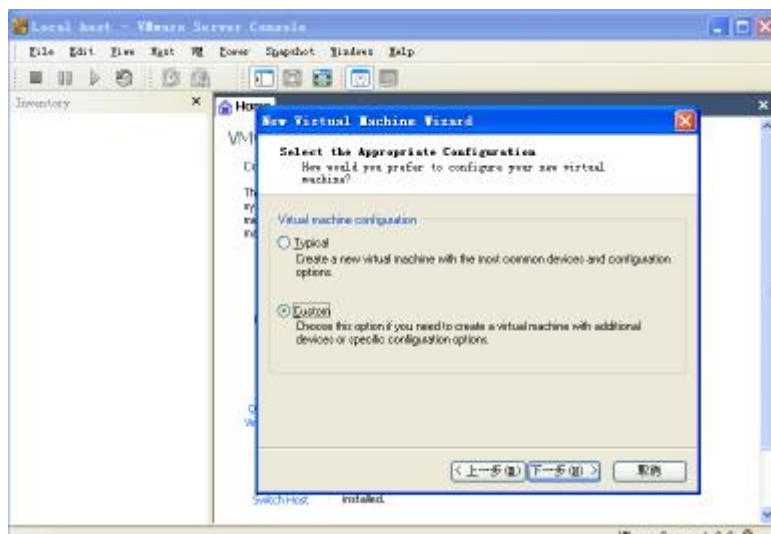 Local host - VMware Server Console
File Edit View Host VM Power Snapshot Windows Help
Inventory
New Virtual Machine Wizard
Select the Appropriate Configuration
How would you prefer to configure your new virtual
machine?
Virtual machine configuration
Typical
Create a new virtual machine with the most common devices and configuration
options.
Custom
Choose this option if you need to create a virtual machine with additional
devices or specific configuration options.
< 上一步(B) 下一步(N) > 取消
Switch Host installed.